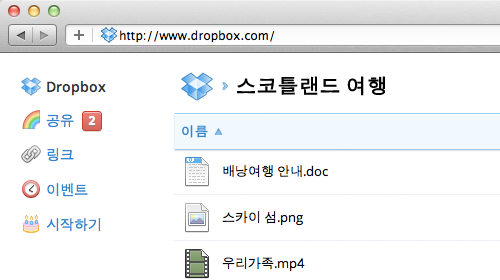 http://www.dropbox.com/
Dropbox
공유 2
링크
이벤트
시작하기
스코틀랜드 여행
이름
배낭여행 안내.doc
스카이 섬.png
우리가족.mp4